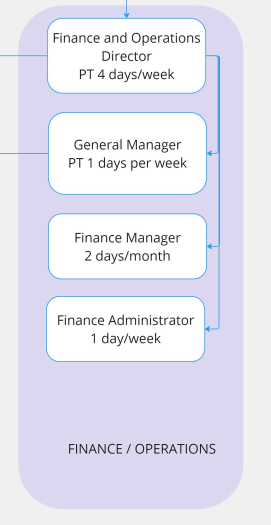 Finance and Operations
Director
PT 4 days/week
General Manager
PT 1 days per week
Finance Manager
2 days/month
Finance Administrator
1 day/week
FINANCE / OPERATIONS